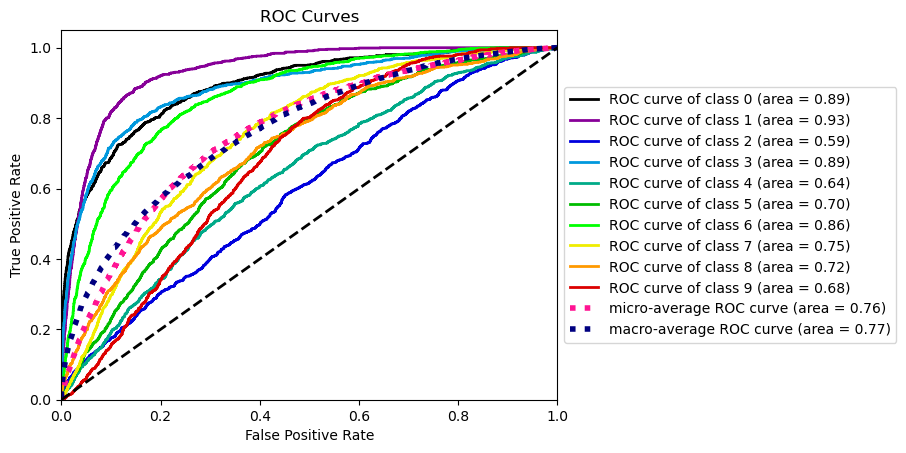 ROC Curves
1.0
0.8
0.6
0.4
0.2
0.0
True Positive Rate
0.0 0.2 0.4 0.6 0.8 1.0
False Positive Rate
ROC curve of class 0 (area = 0.89)
ROC curve of class 1 (area = 0.93)
ROC curve of class 2 (area = 0.59)
ROC curve of class 3 (area = 0.89)
ROC curve of class 4 (area = 0.64)
ROC curve of class 5 (area = 0.70)
ROC curve of class 6 (area = 0.86)
ROC curve of class 7 (area = 0.75)
ROC curve of class 8 (area = 0.72)
ROC curve of class 9 (area = 0.68)
micro-average ROC curve (area = 0.76)
macro-average ROC curve (area = 0.77)